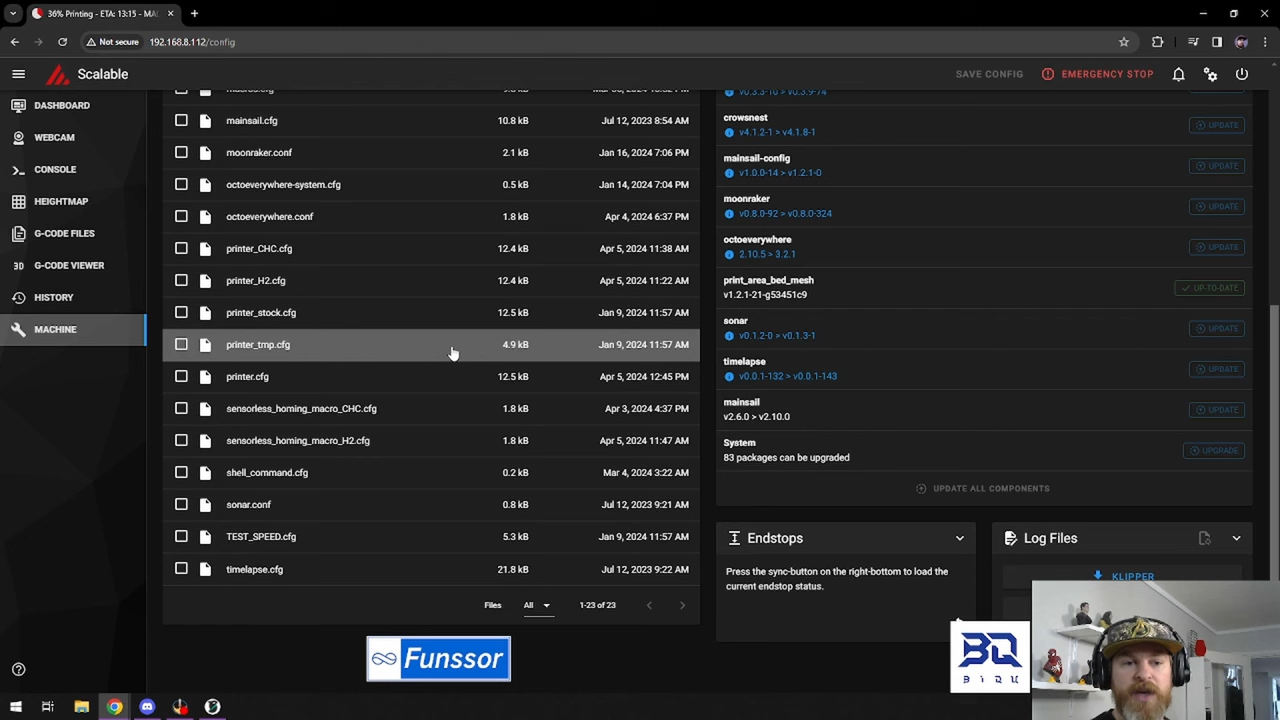 36% Printing - ETA: 13:15 - MA
Not secure 192.168.8.112/config
Scalable
SAVE CONFIG
EMERGENCY STOP
DASHBOARD
WEBCAM
CONSOLE
HEIGHTMAP
G-CODE FILES
G-CODE VIEWER
HISTORY
MACHINE
mainsail.cfg 10.8 kB Jul 12, 2023 8:54 AM
moonraker.conf 2.1 kB Jan 16, 2024 7:06 PM
octoeverywhere-system.cfg 0.5 kB Jan 14, 2024 7:04 PM
octoeverywhere.conf 1.8 kB Apr 4, 2024 6:37 PM
printer_CHC.cfg 12.4 kB Apr 5, 2024 11:38 AM
printer_H2.cfg 12.4 kB Apr 5, 2024 11:22 AM
printer_stock.cfg 12.5 kB Jan 9, 2024 11:57 AM
printer_tmp.cfg 4.9 kB Jan 9, 2024 11:57 AM
printer.cfg 12.5 kB Apr 5, 2024 12:45 PM
sensorless_homing_macro_CHC.cfg 1.8 kB Apr 3, 2024 4:37 PM
sensorless_homing_macro_H2.cfg 1.8 kB Apr 5, 2024 11:47 AM
shell_command.cfg 0.2 kB Mar 4, 2024 3:22 AM
sonar.conf 0.8 kB Jul 12, 2023 9:21 AM
TEST_SPEED.cfg 5.3 kB Jan 9, 2024 11:57 AM
timelapse.cfg 21.8 kB Jul 12, 2023 9:22 AM
Files All 1-23 of 23
v0.3.3-10 > v0.3.9-74
crowsnest
v4.1.2-1 > v4.1.8-1
UPDATE
mainsail-config
v1.0.0-14 > v1.2.1-0
UPDATE
moonraker
v0.8.0-92 > v0.8.0-324
UPDATE
octoeverywhere
2.10.5 > 3.2.1
UPDATE
print_area_bed_mesh
v1.2.1-21-g53451c9
UP-TO-DATE
sonar
v0.1.2-0 > v0.1.3-1
UPDATE
timelapse
v0.0.1-132 > v0.0.1-143
UPDATE
mainsail
v2.6.0 > v2.10.0
UPDATE
System
83 packages can be upgraded
UPGRADE
UPDATE ALL COMPONENTS
Endstops
Press the sync-button on the right-bottom to load the
current endstop status.
Log Files
KLIPPER
Funssor
BQ
BIQU